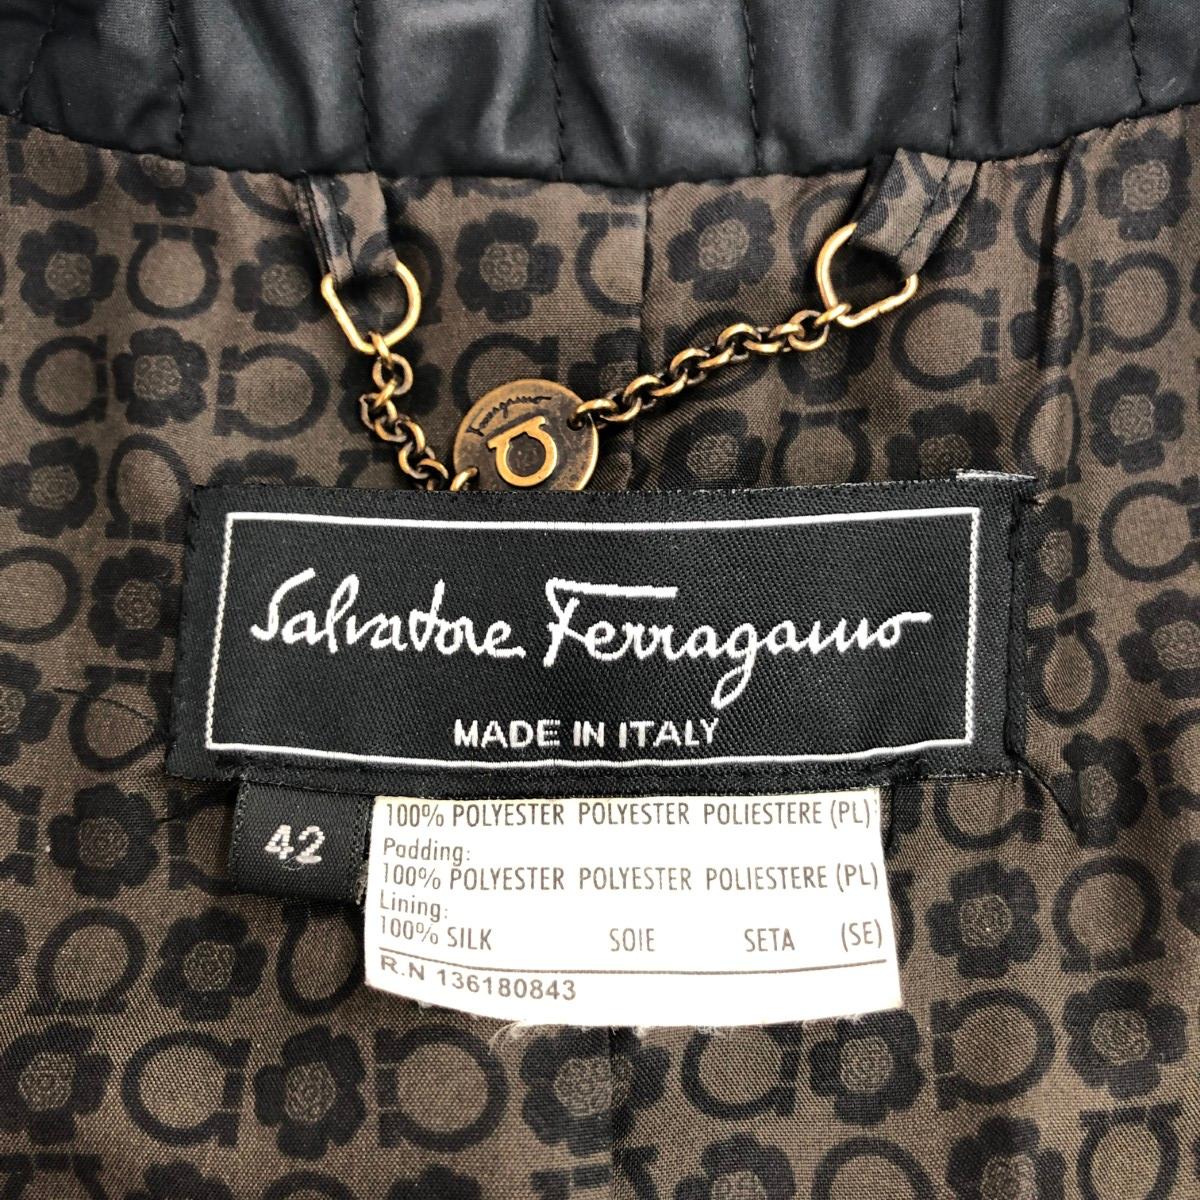 Ferragamo
Salvatore Ferragamo
MADE IN ITALY
42
100% POLYESTER POLYESTER POLIESTERE (PL)
Padding:
100% POLYESTER POLYESTER POLIESTERE (PL)
Lining:
100% SILK SOIE SETA (SE)
R.N 136180843